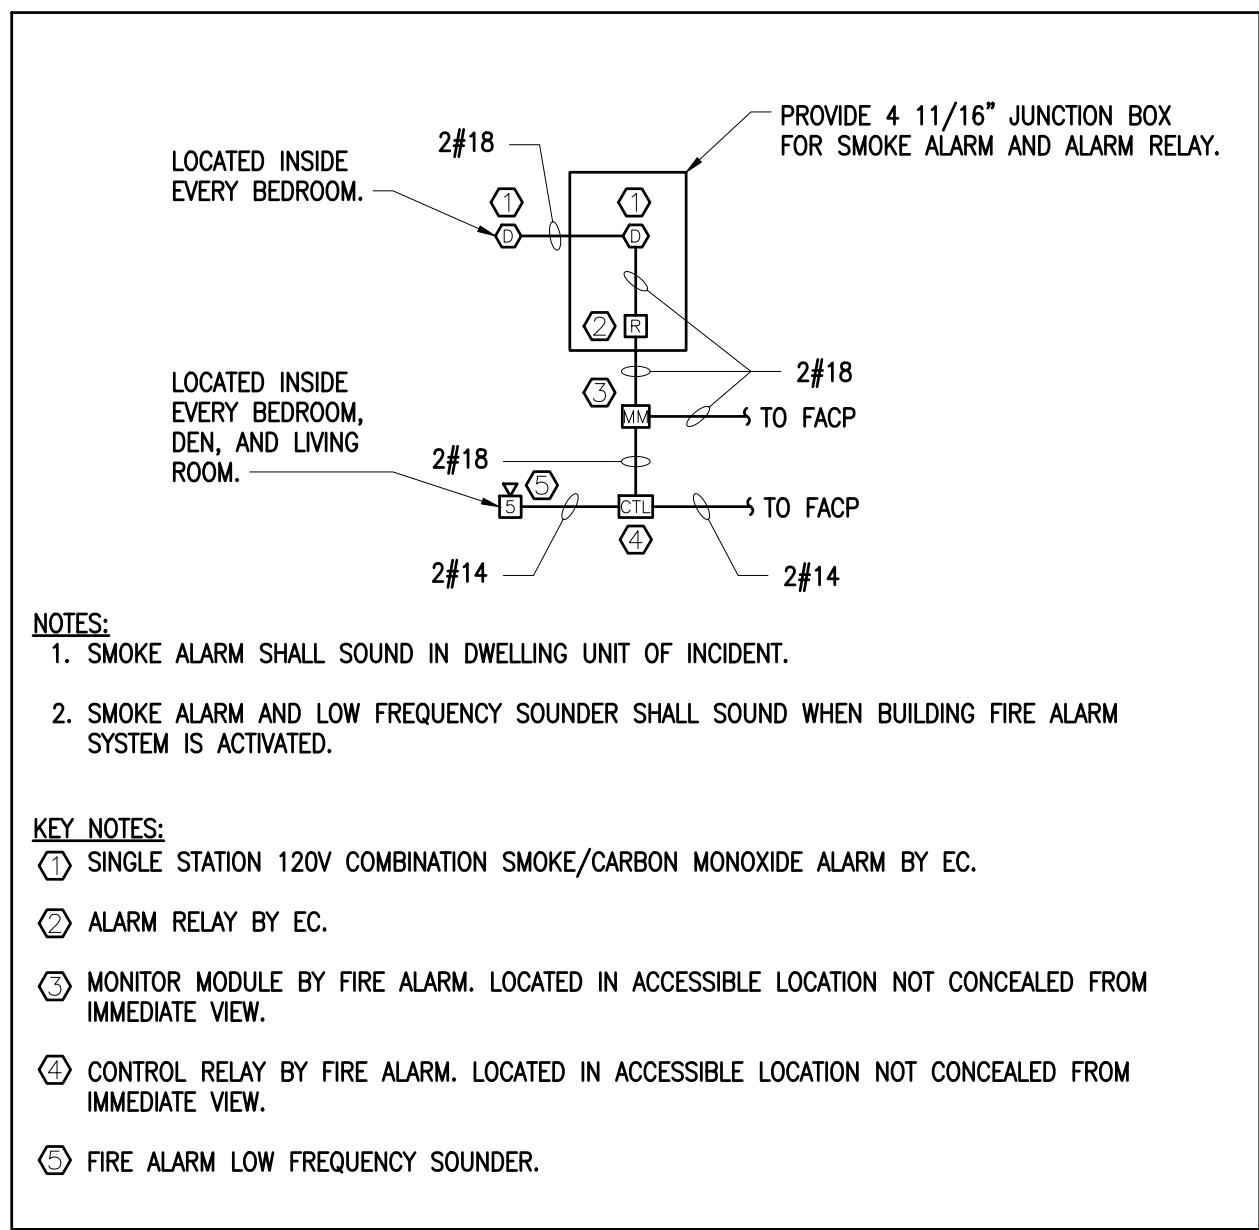 PROVIDE 4 11/16" JUNCTION BOX
FOR SMOKE ALARM AND ALARM RELAY.
2#18
LOCATED INSIDE
EVERY BEDROOM.
1
1
D
D
2
R
LOCATED INSIDE
EVERY BEDROOM,
DEN, AND LIVING
ROOM.
2#18
3
MM
TO FACP
2#18
5
5
CTL
TO FACP
4
2#14
2#14
NOTES:
1. SMOKE ALARM SHALL SOUND IN DWELLING UNIT OF INCIDENT.
2. SMOKE ALARM AND LOW FREQUENCY SOUNDER SHALL SOUND WHEN BUILDING FIRE ALARM
SYSTEM IS ACTIVATED.
KEY NOTES:
1 SINGLE STATION 120V COMBINATION SMOKE/CARBON MONOXIDE ALARM BY EC.
2 ALARM RELAY BY EC.
3 MONITOR MODULE BY FIRE ALARM. LOCATED IN ACCESSIBLE LOCATION NOT CONCEALED FROM
IMMEDIATE VIEW.
4 CONTROL RELAY BY FIRE ALARM. LOCATED IN ACCESSIBLE LOCATION NOT CONCEALED FROM
IMMEDIATE VIEW.
5 FIRE ALARM LOW FREQUENCY SOUNDER.